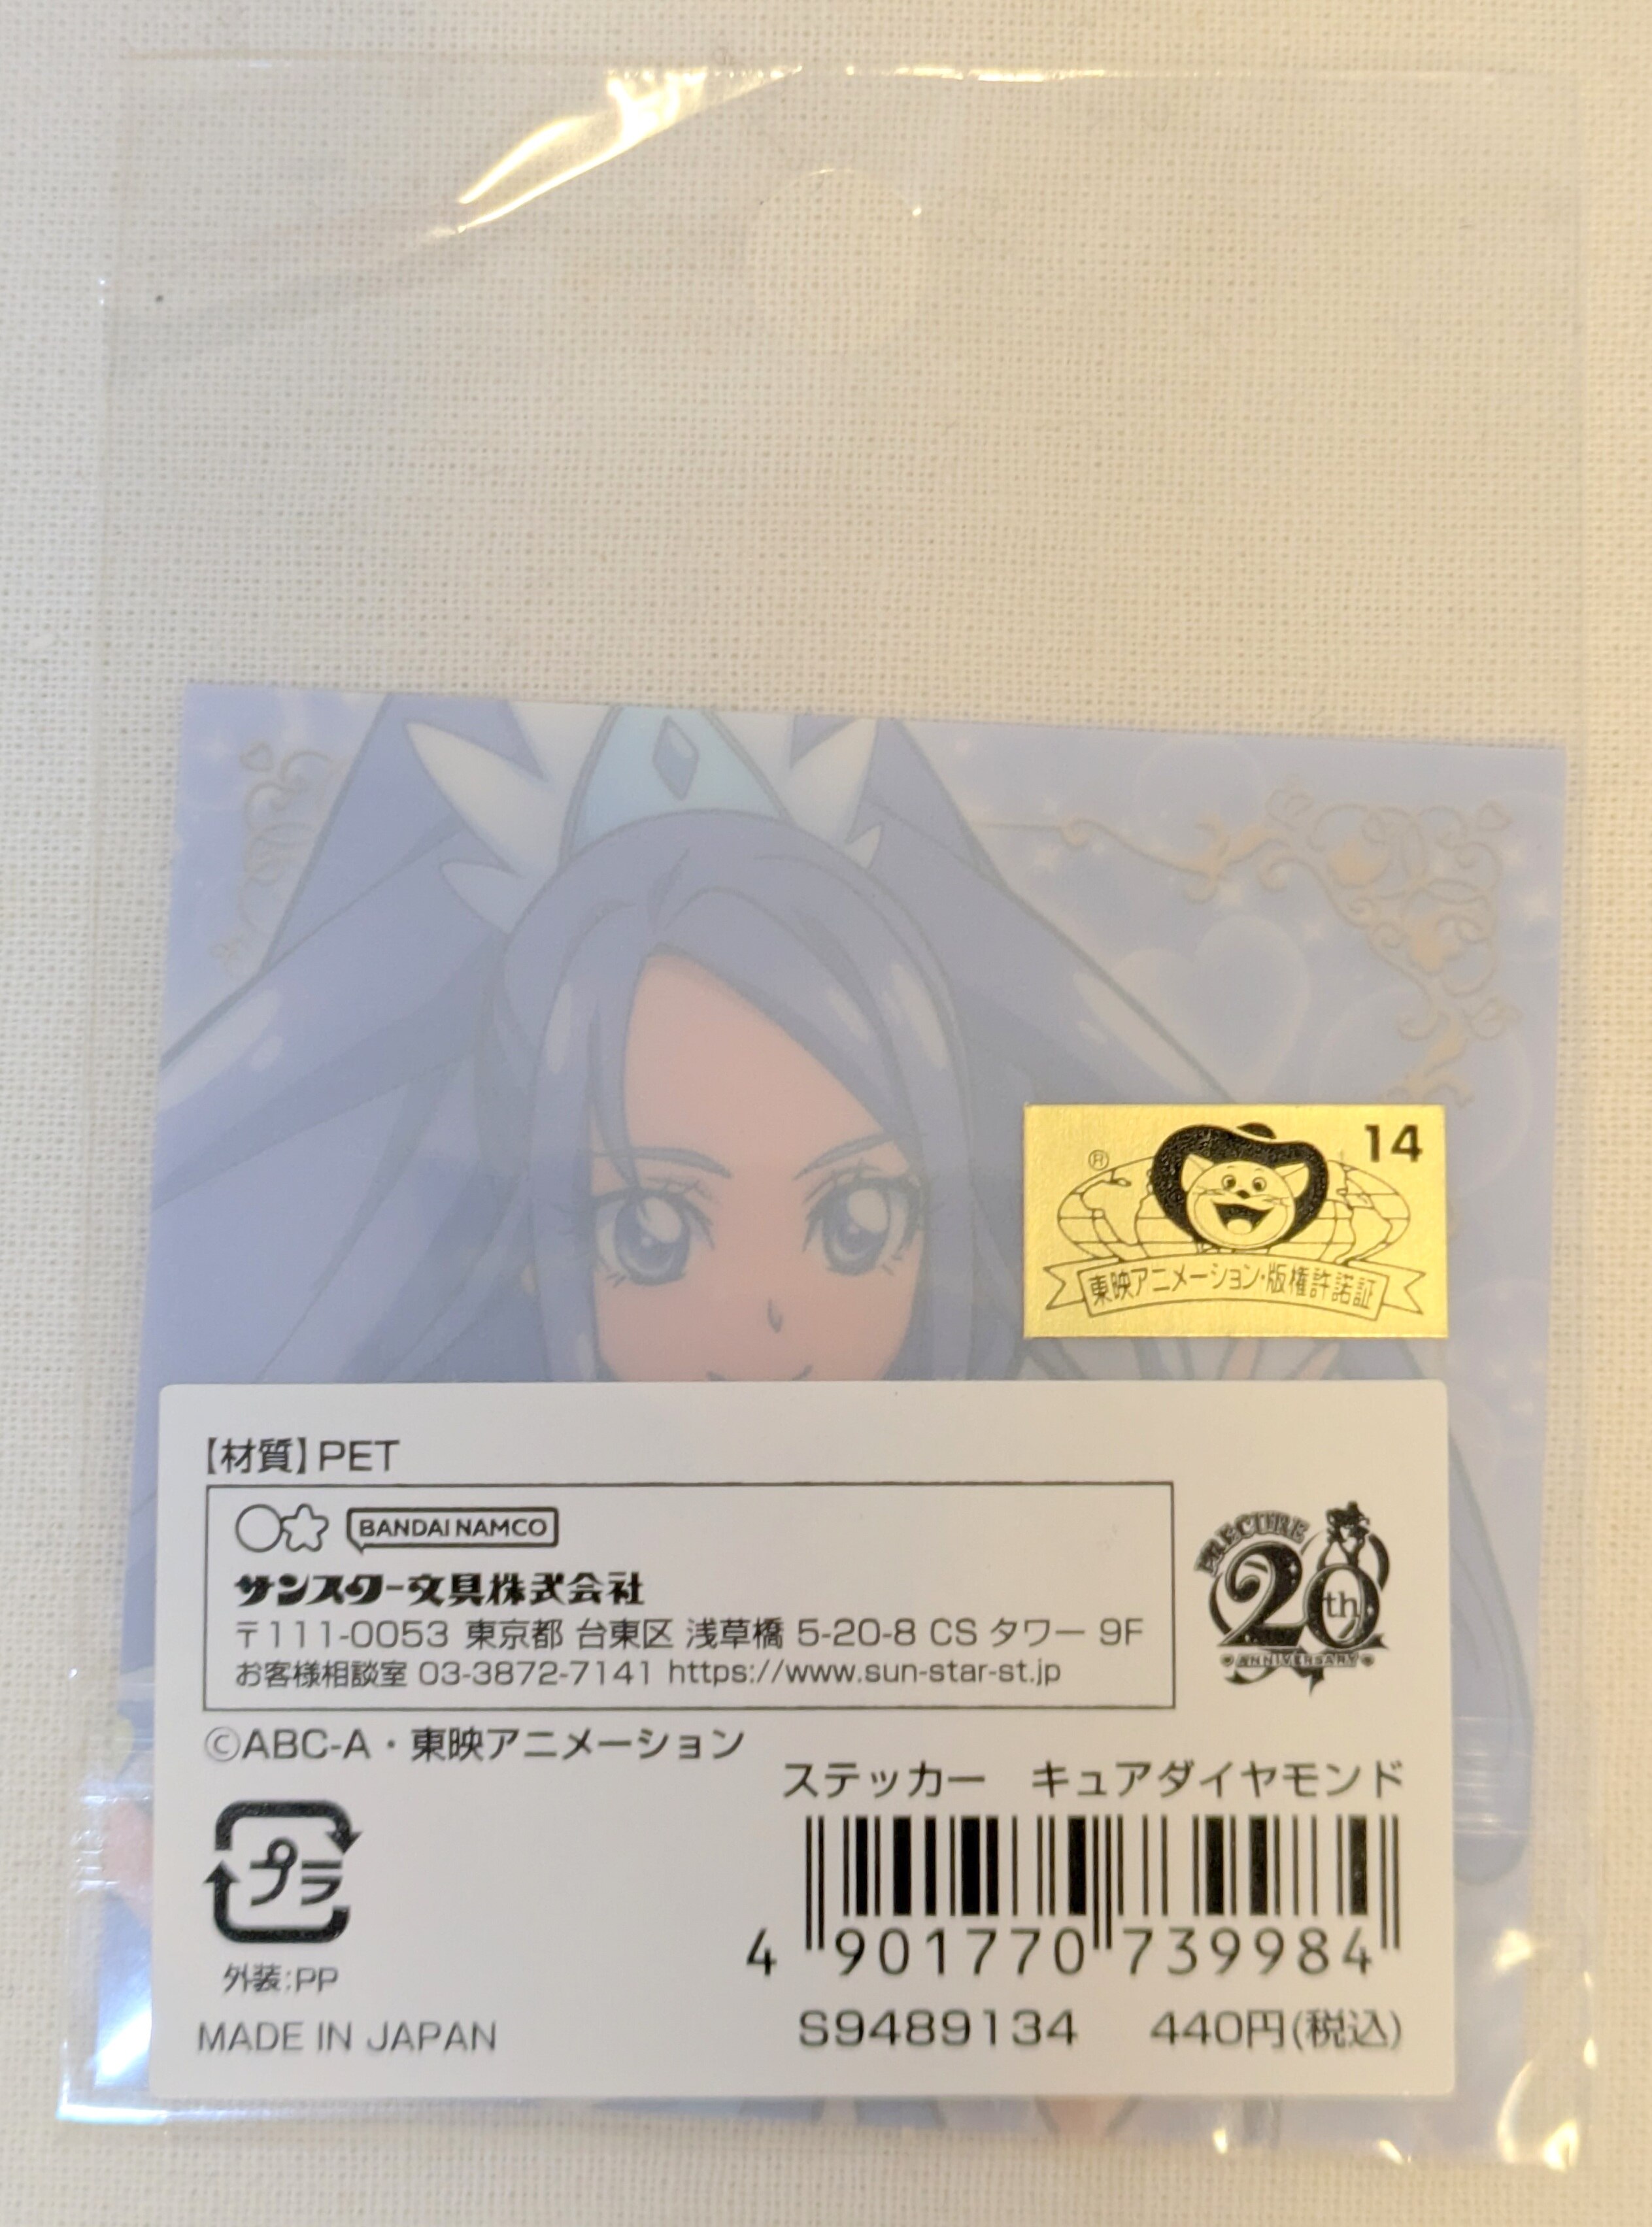 14
®
東映アニメーション・版権許諾証
【材質】PET
BANDAI NAMCO
サンスター文具株式会社
〒111-0053 東京都 台東区 浅草橋 5-20-8 CS タワー 9F
お客様相談室 03-3872-7141 https://www.sun-star-st.jp
PRECURE
20th
ANNIVERSARY
©ABC-A・東映アニメーション
ステッカー キュアダイヤモンド
プラ
4 901770 739984
外装:PP
MADE IN JAPAN
S9489134 440円(税込)